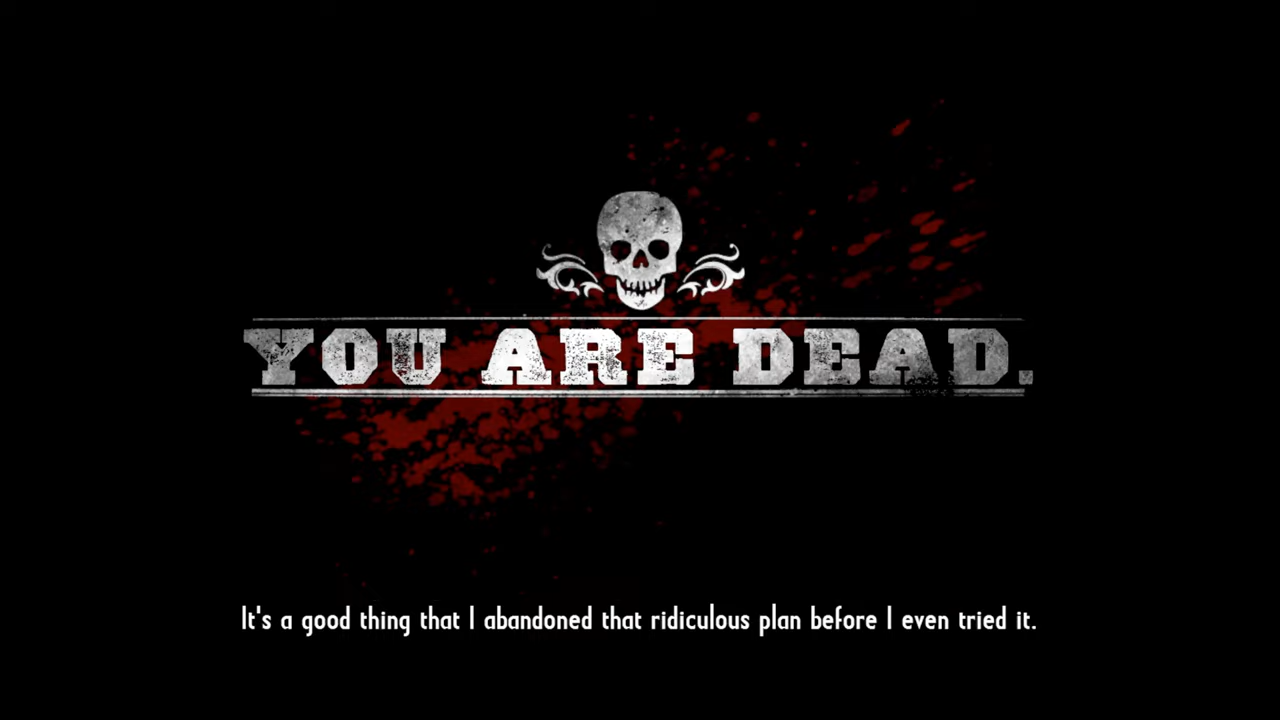 YOU ARE DEAD.
It's a good thing that I abandoned that ridiculous plan before I even tried it.